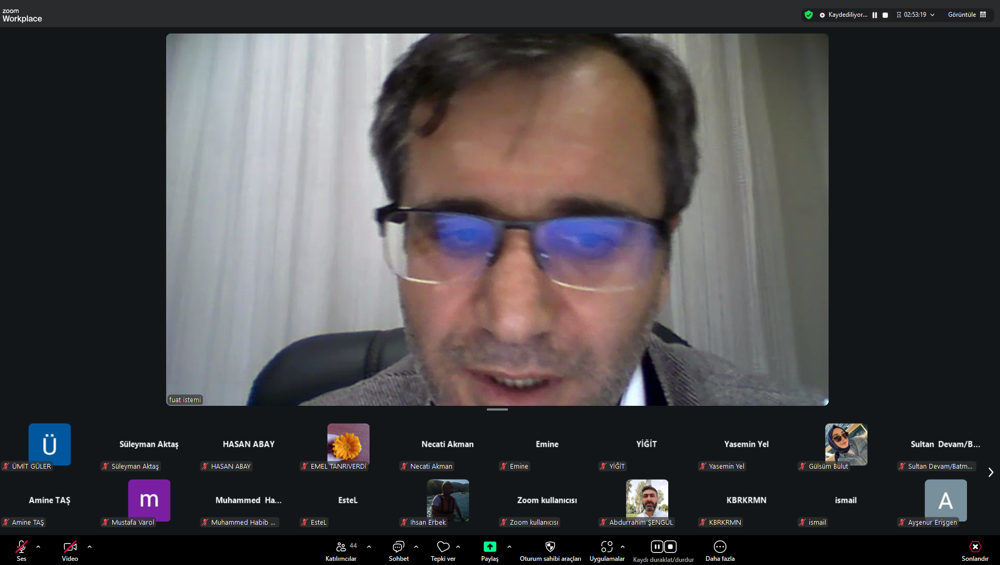 zoom
Workplace
Kaydediliyor...
02:53:19
Görüntüle
fuat istemi
Ü
Süleyman Aktaş
HASAN ABAY
Necati Akman
Emine
YİĞİT
Yasemin Yel
Sultan Devam/B...
ÜMİT GÜLER
Süleyman Aktaş
HASAN ABAY
EMEL TANRIVERDİ
Necati Akman
Emine
YİĞİT
Yasemin Yel
Gülsüm Bulut
Sultan Devam/Batm...
Amine TAŞ
m
Muhammed Ha...
EsteL
Zoom kullanıcısı
KBRKRMN
ismail
A
Amine TAŞ
Mustafa Varol
Muhammed Habib ...
EsteL
Ihsan Erbek
Zoom kullanıcısı
Abdurrahim ŞENGÜL
KBRKRMN
ismail
Ayşenur Erişgen
Ses
Video
44
Katılımcılar
Sohbet
Tepki ver
Paylaş
Oturum sahibi araçları
Uygulamalar
Kaydı duraklat/durdur
Daha fazla
Sonlandır